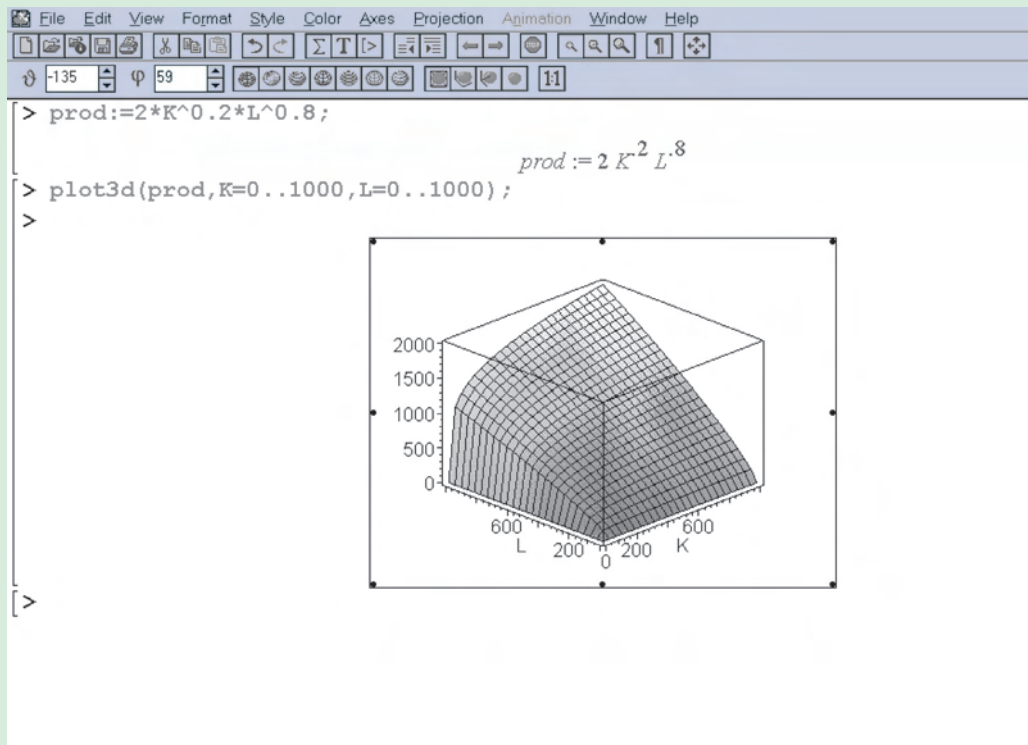 File Edit View Format Style Color Axes Projection Animation Window Help
Σ T [> 
ϑ -135 φ 59 1:1
[> prod:=2*K^0.2*L^0.8;
prod := 2 K^.2 L^.8
[> plot3d(prod,K=0..1000,L=0..1000);
>
2000
1500
1000
500
0
600 600
L 200 200 K
0
[>